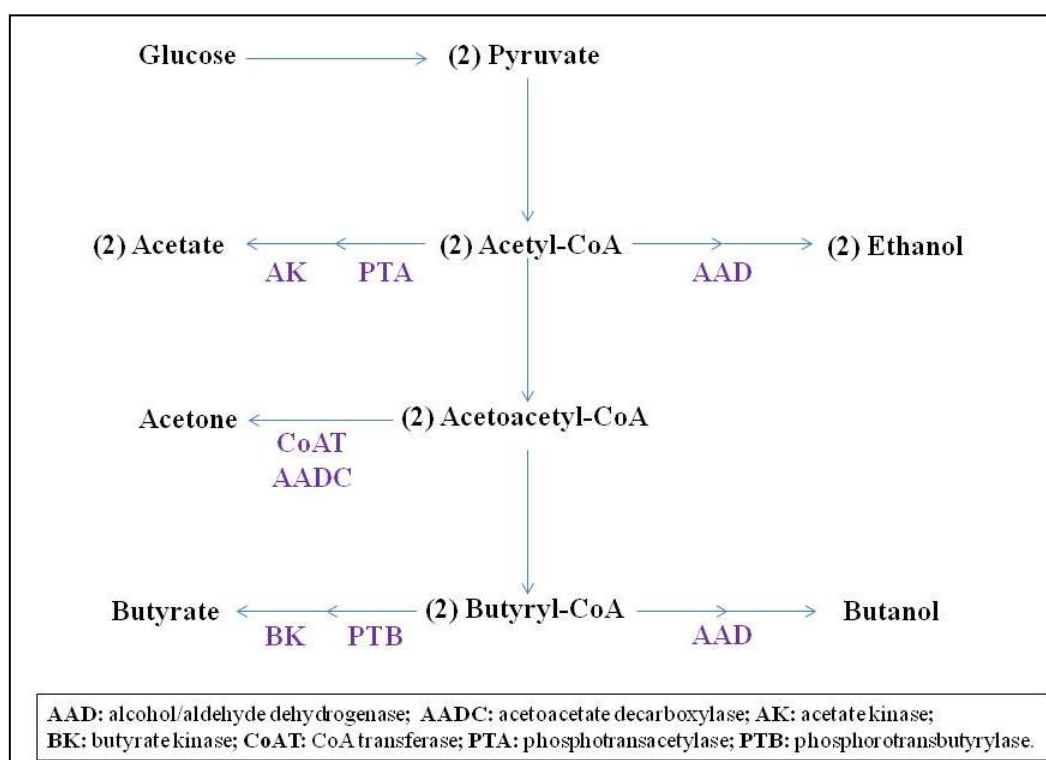 Glucose (2) Pyruvate
(2) Acetate (2) Acetyl-CoA (2) Ethanol
AK PTA AAD
Acetone (2) Acetoacetyl-CoA
CoAT
AADC
Butyrate (2) Butyryl-CoA Butanol
BK PTB AAD
AAD: alcohol/aldehyde dehydrogenase; AADC: acetoacetate decarboxylase; AK: acetate kinase;
BK: butyrate kinase; CoAT: CoA transferase; PTA: phosphotransacetylase; PTB: phosphorotransbutyrylase.